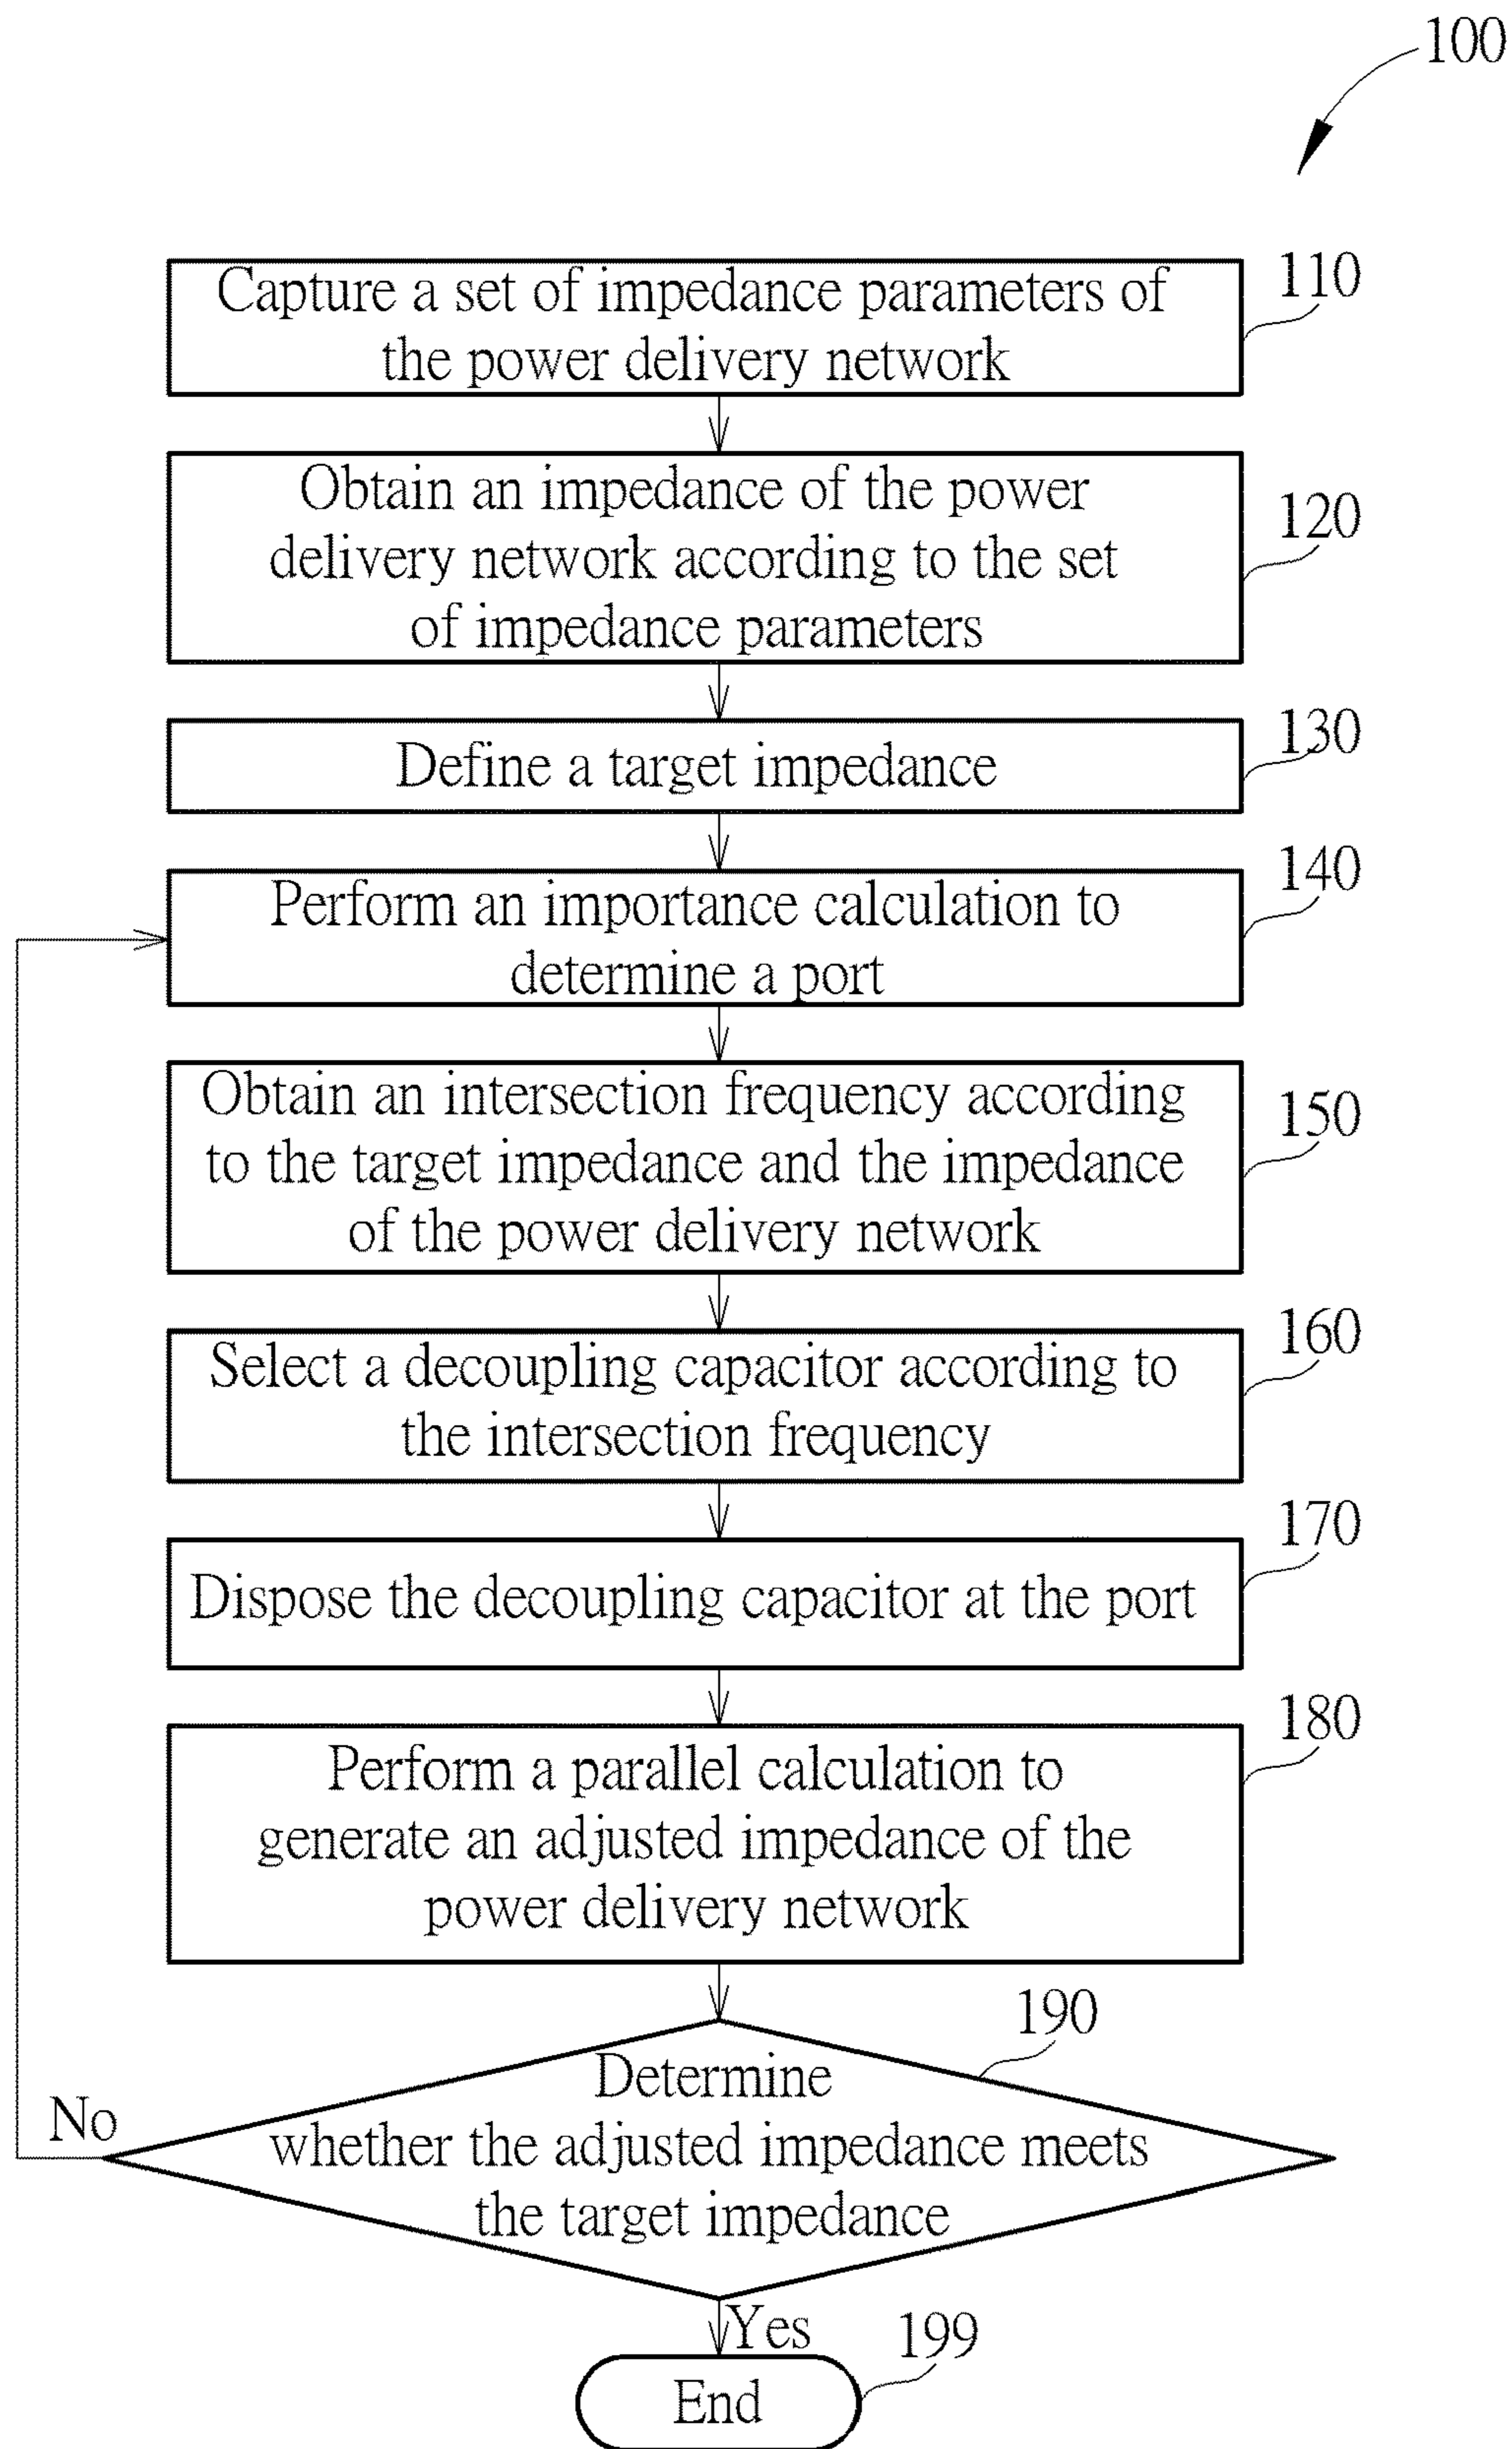 100
110
Capture a set of impedance parameters of
the power delivery network
120
Obtain an impedance of the power
delivery network according to the set
of impedance parameters
130
Define a target impedance
140
Perform an importance calculation to
determine a port
150
Obtain an intersection frequency according
to the target impedance and the impedance
of the power delivery network
160
Select a decoupling capacitor according to
the intersection frequency
170
Dispose the decoupling capacitor at the port
180
Perform a parallel calculation to
generate an adjusted impedance of the
power delivery network
190
Determine
whether the adjusted impedance meets
the target impedance
No
Yes
199
End